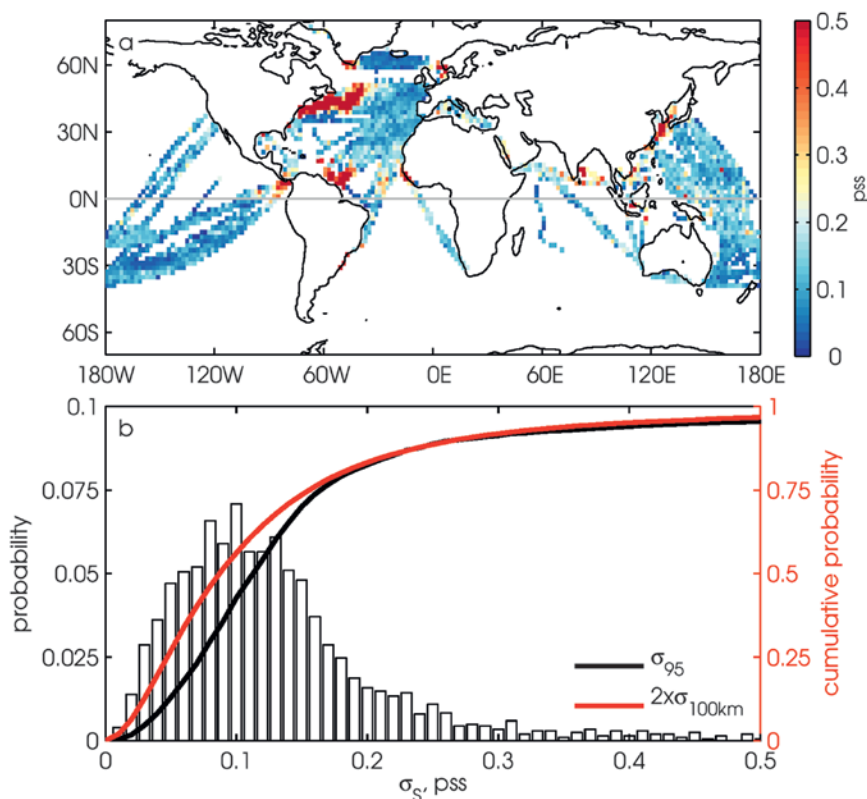 a
60N
30N
0N
30S
60S
180W
120W
60W
0E
60E
120E
180E
0.5
0.4
0.3
0.2
0.1
0
pss
b
0.1
0.075
0.05
0.025
0
probability
1
0.75
0.5
0.25
0
cumulative probability
σ95
2xσ100km
0
0.1
0.2
0.3
0.4
0.5
σS, pss